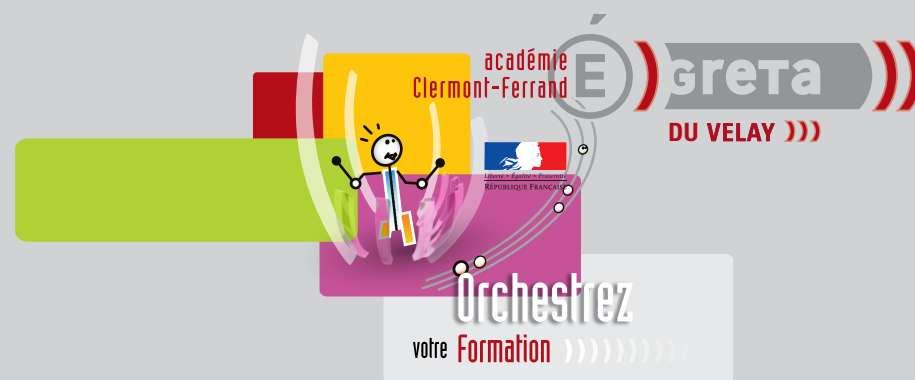 académie
Clermont-Ferrand
É GRETA
DU VELAY
Liberté • Égalité • Fraternité
RÉPUBLIQUE FRANÇAISE
Orchestrez
votre Formation